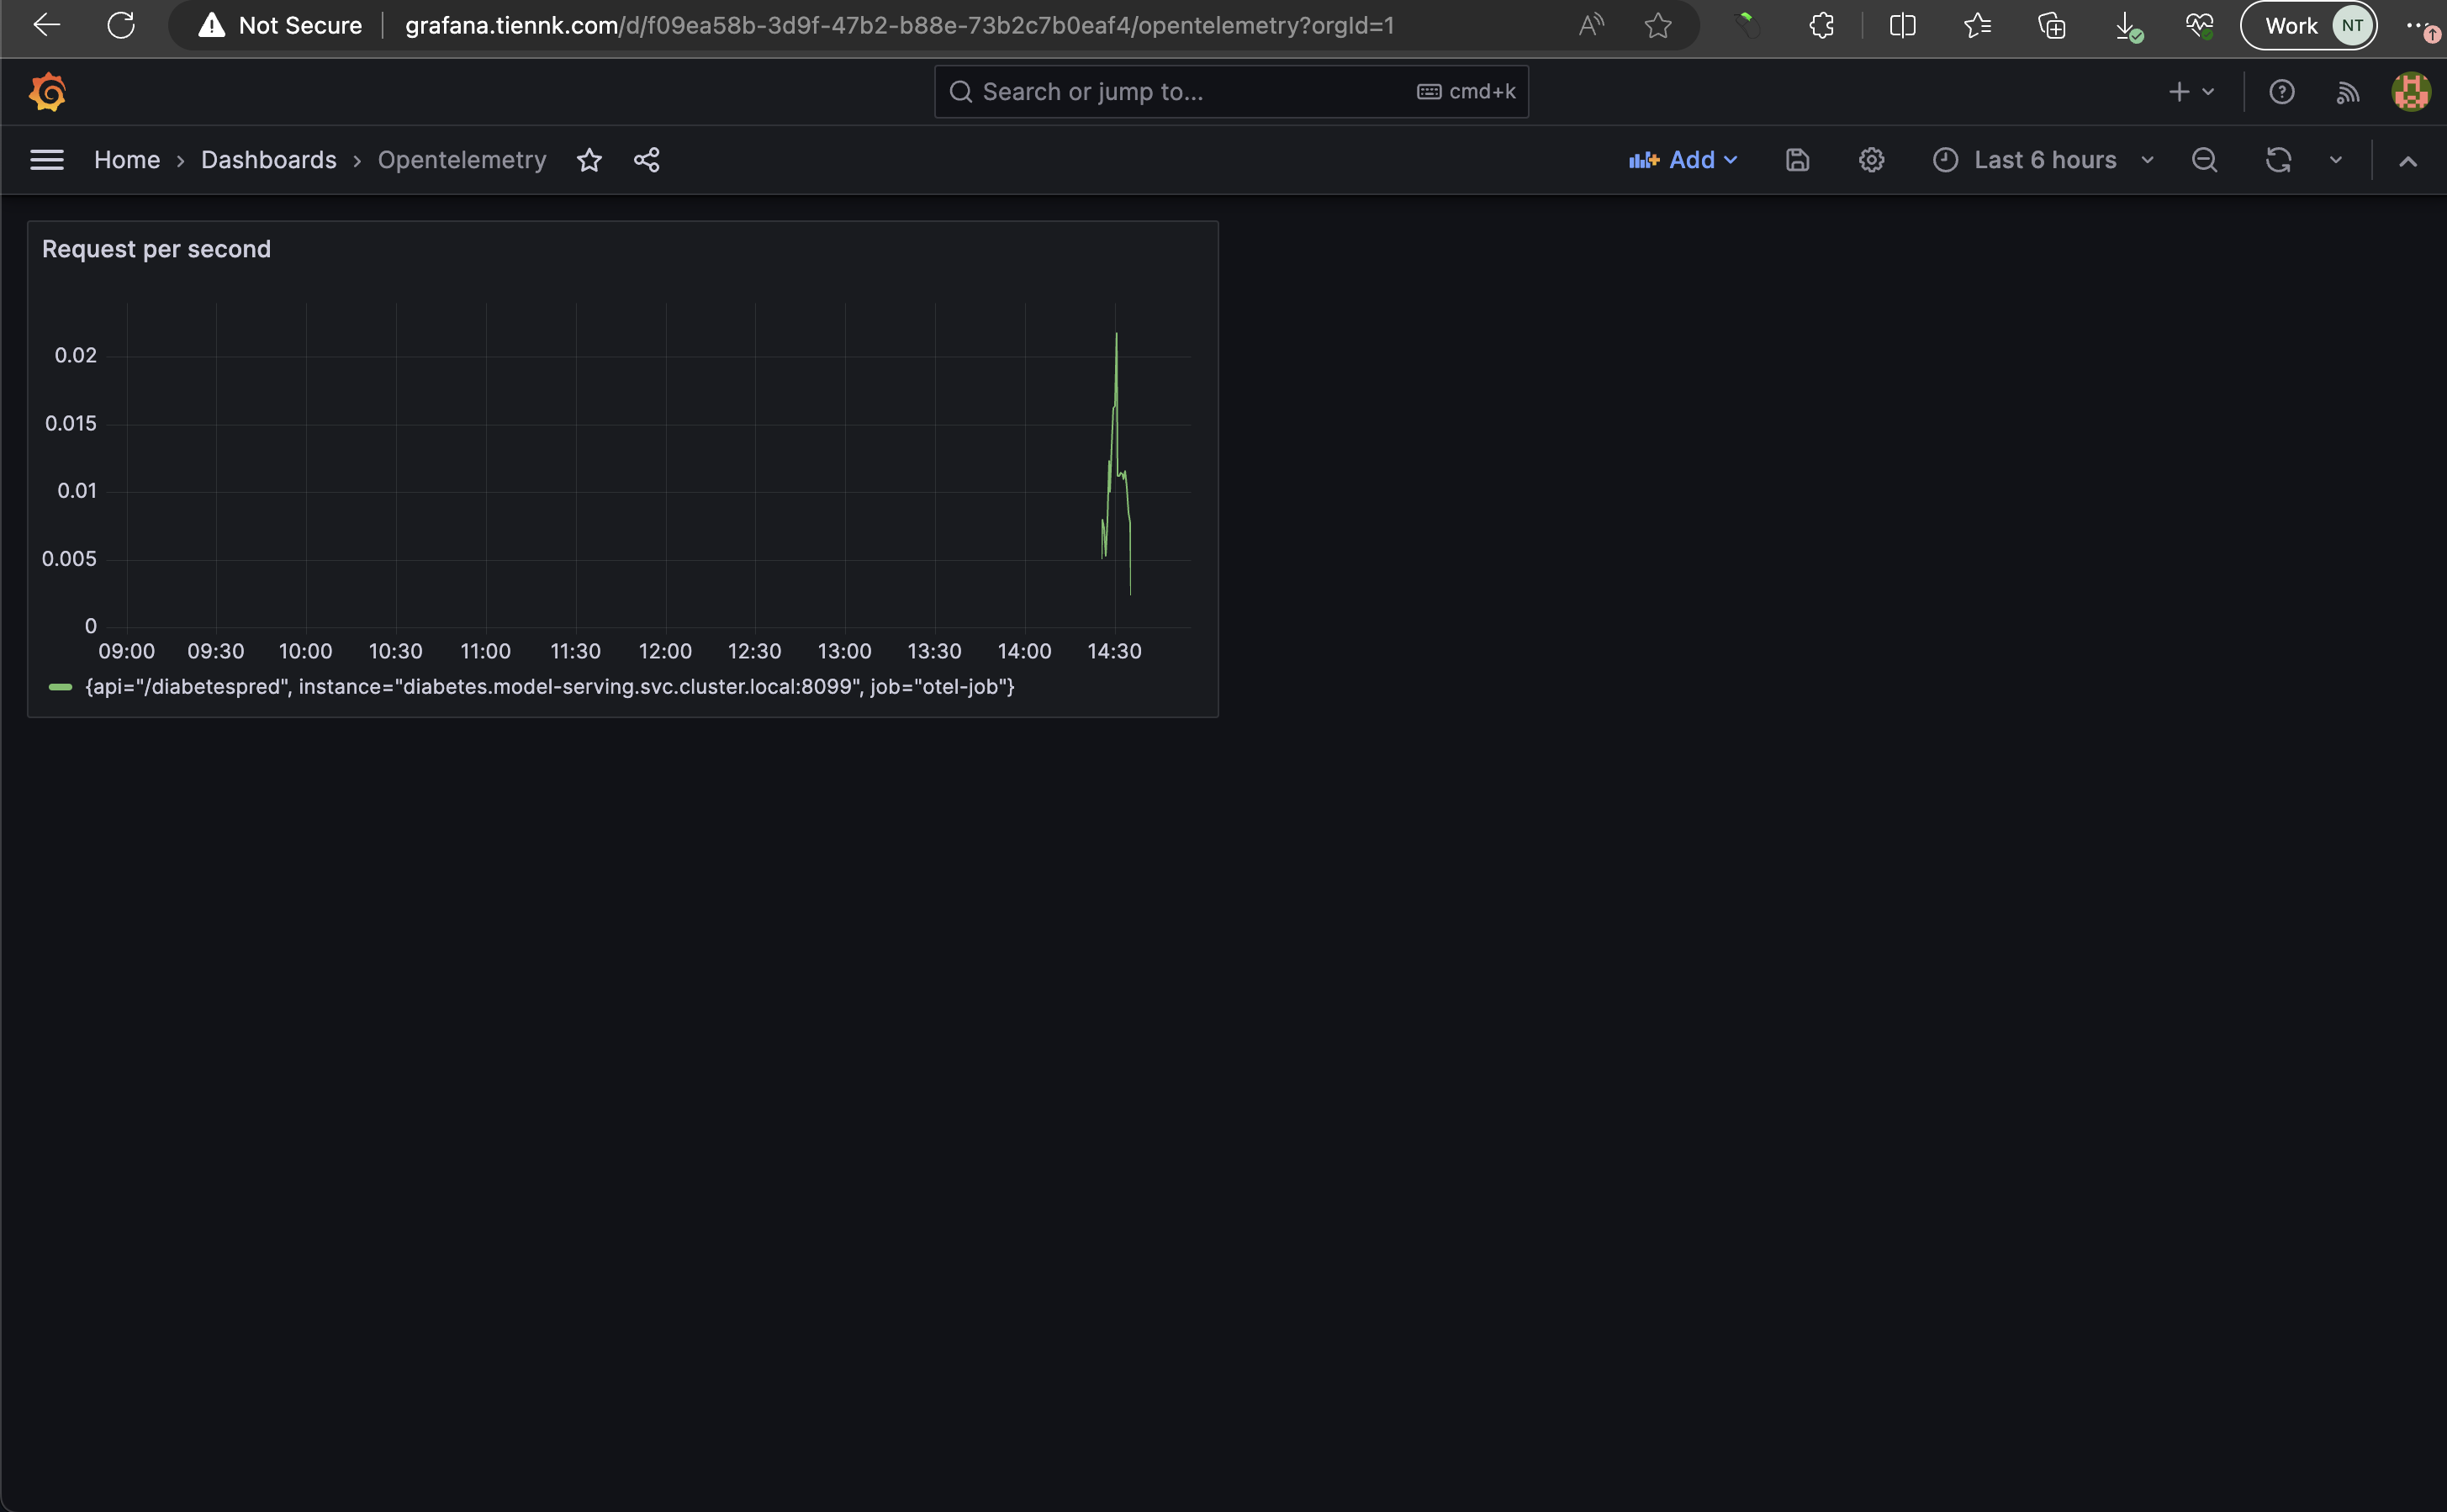 Not Secure grafana.tiennk.com/d/f09ea58b-3d9f-47b2-b88e-73b2c7b0eaf4/opentelemetry?orgId=1 A Work NT
Search or jump to... cmd+k
Home › Dashboards › Opentelemetry Add Last 6 hours
Request per second
0.02
0.015
0.01
0.005
0
09:00 09:30 10:00 10:30 11:00 11:30 12:00 12:30 13:00 13:30 14:00 14:30
{api="/diabetespred", instance="diabetes.model-serving.svc.cluster.local:8099", job="otel-job"}